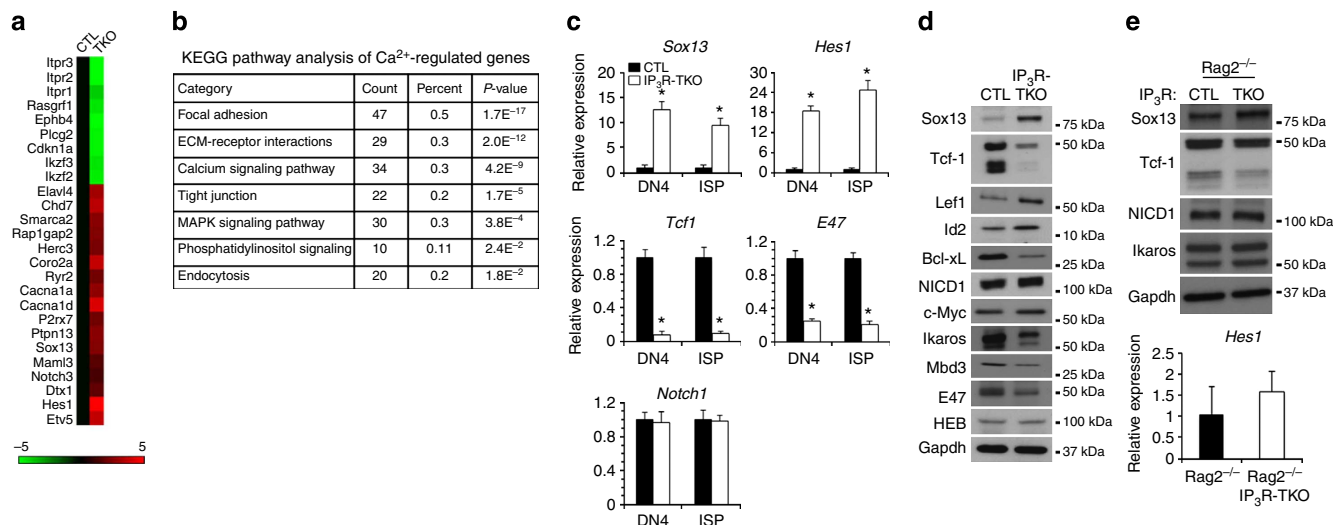 a
CTL
TKO
Itpr3
Itpr2
Itpr1
Rasgrf1
Ephb4
Plcg2
Cdkn1a
Ikzf3
Ikzf2
Elavl4
Chd7
Smarca2
Rap1gap2
Herc3
Coro2a
Ryr2
Cacna1a
Cacna1d
P2rx7
Ptpn13
Sox13
Maml3
Notch3
Dtx1
Hes1
Etv5
–5 5
b
KEGG pathway analysis of Ca²⁺-regulated genes
Category Count Percent P-value
Focal adhesion 47 0.5 1.7E⁻¹⁷
ECM-receptor interactions 29 0.3 2.0E⁻¹²
Calcium signaling pathway 34 0.3 4.2E⁻⁹
Tight junction 22 0.2 1.7E⁻⁵
MAPK signaling pathway 30 0.3 3.8E⁻⁴
Phosphatidylinositol signaling 10 0.11 2.4E⁻²
Endocytosis 20 0.2 1.8E⁻²
c
Sox13
CTL
IP₃R-TKO
Relative expression
20
15
10
5
0
* *
DN4 ISP
Hes1
30
24
18
12
6
0
* *
DN4 ISP
Tcf1
Relative expression
1.2
0.8
0.4
0
* *
DN4 ISP
E47
1.2
0.8
0.4
0
* *
DN4 ISP
Notch1
Relative expression
1.2
0.8
0.4
0
DN4 ISP
d
IP₃R-
CTL TKO
Sox13 75 kDa
Tcf-1 50 kDa
Lef1 50 kDa
Id2 10 kDa
Bcl-xL 25 kDa
NICD1 100 kDa
c-Myc 50 kDa
Ikaros 50 kDa
Mbd3 25 kDa
E47 50 kDa
HEB 100 kDa
Gapdh 37 kDa
e
Rag2⁻/⁻
IP₃R: CTL TKO
Sox13 75 kDa
Tcf-1 50 kDa
NICD1 100 kDa
Ikaros 50 kDa
Gapdh 37 kDa
Hes1
Relative expression
2.5
2
1.5
1
0.5
0
Rag2⁻/⁻ Rag2⁻/⁻
IP₃R-TKO